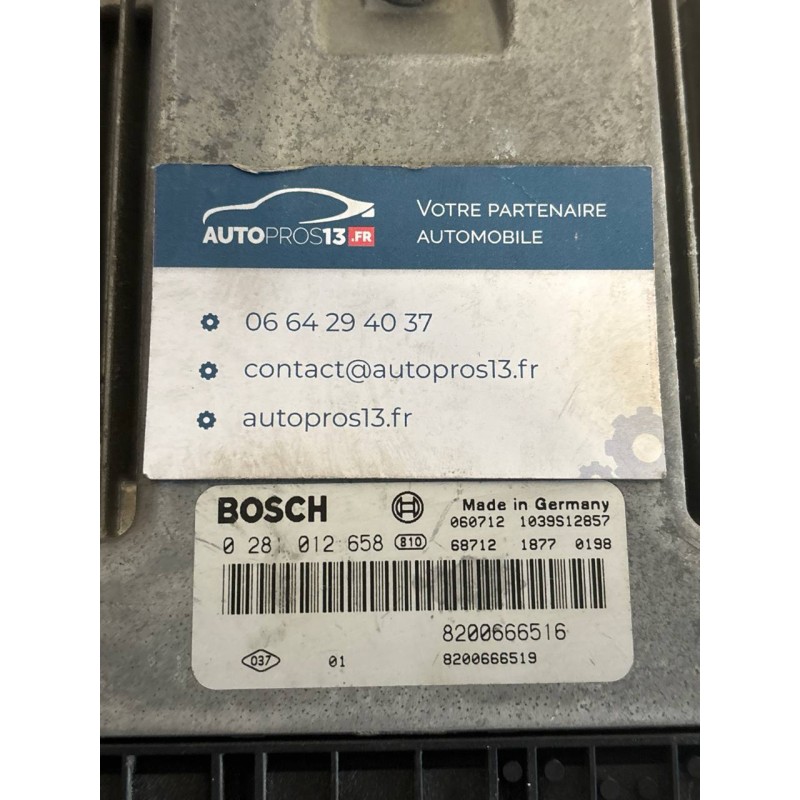 AUTOPROS13.FR
VOTRE PARTENAIRE
AUTOMOBILE
06 64 29 40 37
contact@autopros13.fr
autopros13.fr
BOSCH
Made in Germany
060712 1039S12857
0 281 012 658 810
68712 1877 0198
8200666516
037 01 8200666519